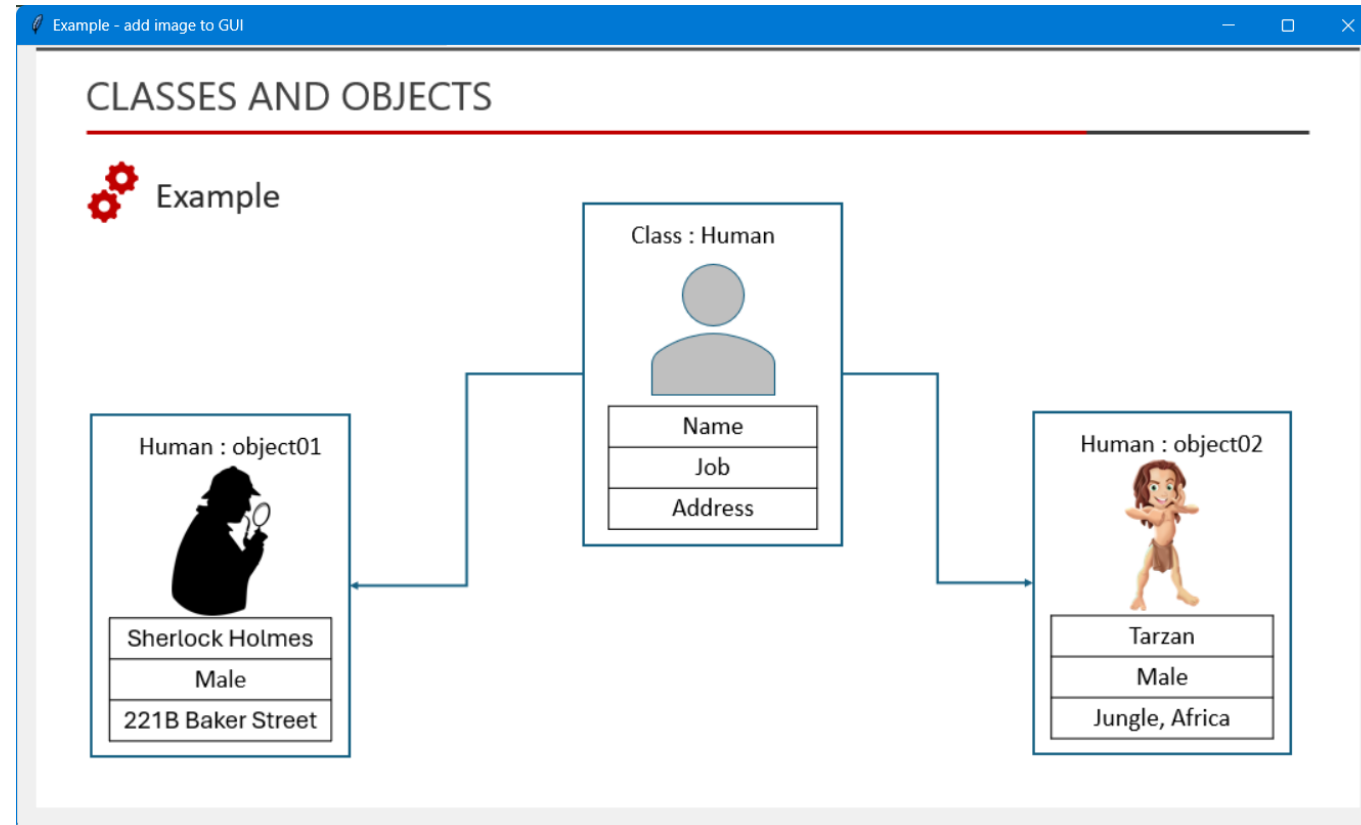 Example - add image to GUI
CLASSES AND OBJECTS
Example
Class : Human
Name
Job
Address
Human : object01
Sherlock Holmes
Male
221B Baker Street
Human : object02
Tarzan
Male
Jungle, Africa